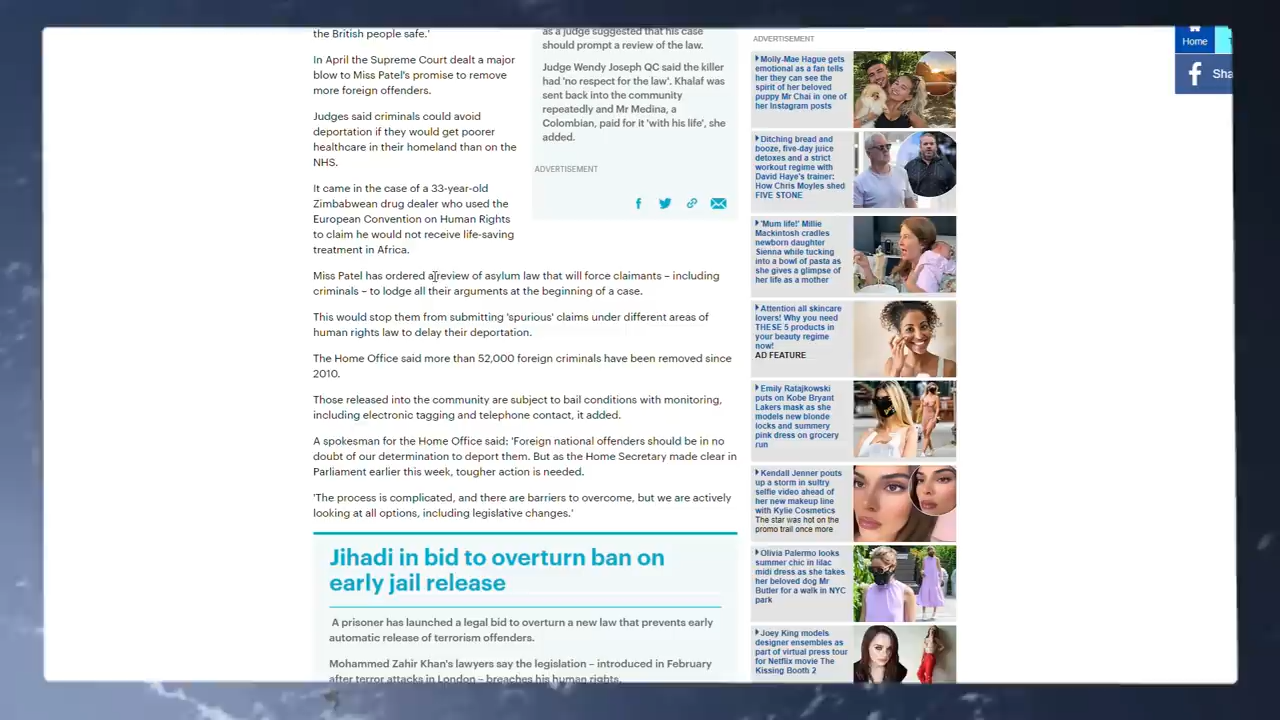 the British people safe.'
In April the Supreme Court dealt a major
blow to Miss Patel's promise to remove
more foreign offenders.
Judges said criminals could avoid
deportation if they would get poorer
healthcare in their homeland than on the
NHS.
It came in the case of a 33-year-old
Zimbabwean drug dealer who used the
European Convention on Human Rights
to claim he would not receive life-saving
treatment in Africa.
Miss Patel has ordered a review of asylum law that will force claimants – including
criminals – to lodge all their arguments at the beginning of a case.
This would stop them from submitting 'spurious' claims under different areas of
human rights law to delay their deportation.
The Home Office said more than 52,000 foreign criminals have been removed since
2010.
Those released into the community are subject to bail conditions with monitoring,
including electronic tagging and telephone contact, it added.
A spokesman for the Home Office said: 'Foreign national offenders should be in no
doubt of our determination to deport them. But as the Home Secretary made clear in
Parliament earlier this week, tougher action is needed.
'The process is complicated, and there are barriers to overcome, but we are actively
looking at all options, including legislative changes.'
Jihadi in bid to overturn ban on
early jail release
A prisoner has launched a legal bid to overturn a new law that prevents early
automatic release of terrorism offenders.
Mohammed Zahir Khan's lawyers say the legislation – introduced in February
after terror attacks in London – breaches his human rights.
as a judge suggested that his case
should prompt a review of the law.
Judge Wendy Joseph QC said the killer
had 'no respect for the law'. Khalaf was
sent back into the community
repeatedly and Mr Medina, a
Colombian, paid for it 'with his life', she
added.
ADVERTISEMENT
ADVERTISEMENT
Molly-Mae Hague gets
emotional as a fan tells
her they can see the
spirit of her beloved
puppy Mr Chai in one of
her Instagram posts
Ditching bread and
booze, five-day juice
detoxes and a strict
workout regime with
David Haye's trainer:
How Chris Moyles shed
FIVE STONE
'Mum life!' Millie
Mackintosh cradles
newborn daughter
Sienna while tucking
into a bowl of pasta as
she gives a glimpse of
her life as a mother
Attention all skincare
lovers! Why you need
THESE 5 products in
your beauty regime
now!
AD FEATURE
Emily Ratajkowski
puts on Kobe Bryant
Lakers mask as she
models new blonde
locks and summery
pink dress on grocery
run
Kendall Jenner pouts
up a storm in sultry
selfie video ahead of
her new makeup line
with Kylie Cosmetics
The star was hot on the
promo trail once more
Olivia Palermo looks
summer chic in lilac
midi dress as she takes
her beloved dog Mr
Butler for a walk in NYC
park
Joey King models
designer ensembles as
part of virtual press tour
for Netflix movie The
Kissing Booth 2
Home
Sha